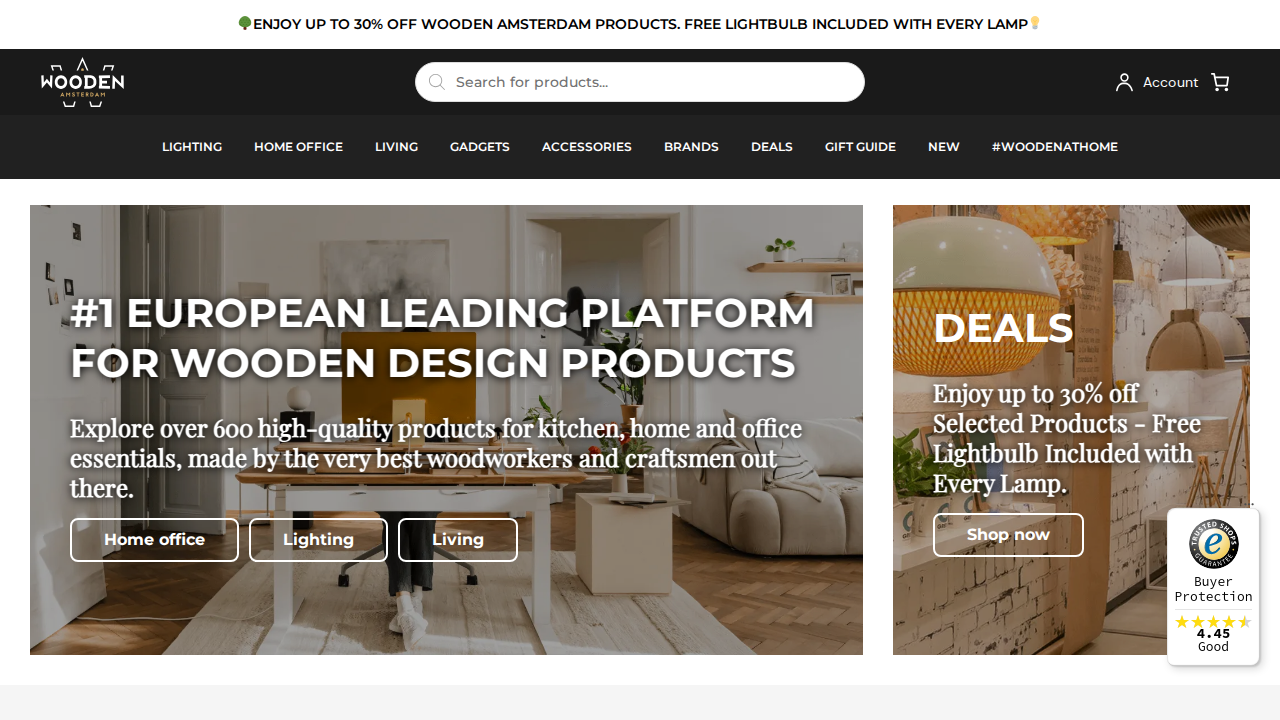 ENJOY UP TO 30% OFF WOODEN AMSTERDAM PRODUCTS. FREE LIGHTBULB INCLUDED WITH EVERY LAMP
WOODEN
AMSTERDAM
Search for products...
Account
LIGHTING HOME OFFICE LIVING GADGETS ACCESSORIES BRANDS DEALS GIFT GUIDE NEW #WOODENATHOME
#1 EUROPEAN LEADING PLATFORM
FOR WOODEN DESIGN PRODUCTS
Explore over 600 high-quality products for kitchen, home and office
essentials, made by the very best woodworkers and craftsmen out
there.
Home office Lighting Living
DEALS
Enjoy up to 30% off
Selected Products - Free
Lightbulb Included with
Every Lamp.
Shop now
TRUSTED SHOPS
e
GUARANTEE
Buyer
Protection
4.45
Good